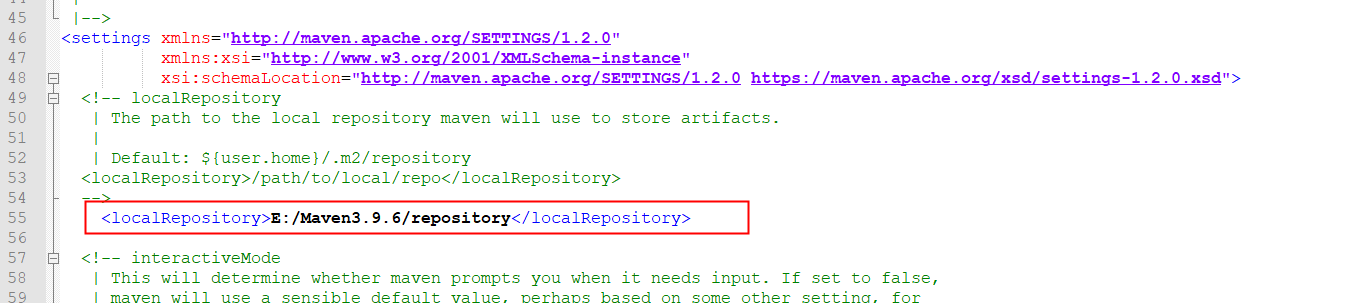 44 |
45 |-->
46 <settings xmlns="http://maven.apache.org/SETTINGS/1.2.0"
47 xmlns:xsi="http://www.w3.org/2001/XMLSchema-instance"
48 xsi:schemaLocation="http://maven.apache.org/SETTINGS/1.2.0 https://maven.apache.org/xsd/settings-1.2.0.xsd">
49 <!-- localRepository
50 | The path to the local repository maven will use to store artifacts.
51 |
52 | Default: ${user.home}/.m2/repository
53 <localRepository>/path/to/local/repo</localRepository>
54 -->
55 <localRepository>E:/Maven3.9.6/repository</localRepository>
56
57 <!-- interactiveMode
58 | This will determine whether maven prompts you when it needs input. If set to false,
59 | maven will use a sensible default value, perhaps based on some other setting, for